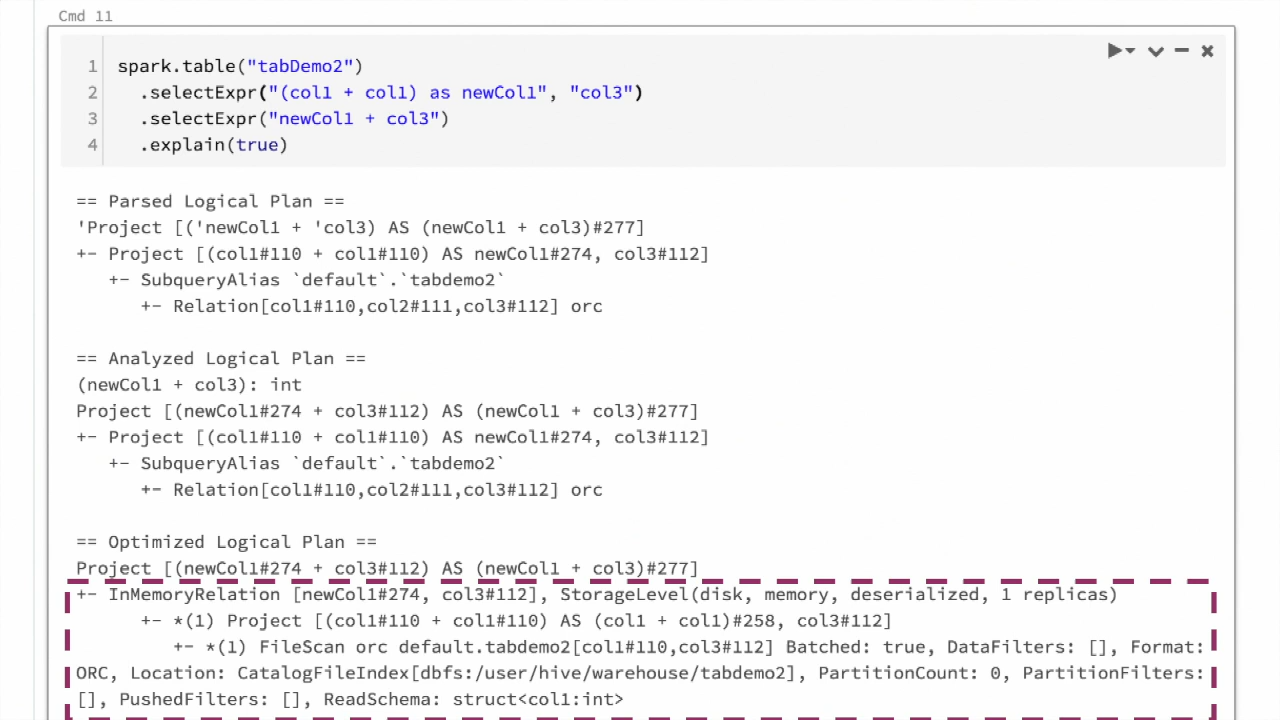 Cmd 11
1 spark.table("tabDemo2")
2 .selectExpr("(col1 + col1) as newCol1", "col3")
3 .selectExpr("newCol1 + col3")
4 .explain(true)
== Parsed Logical Plan ==
'Project [('newCol1 + 'col3) AS (newCol1 + col3)#277]
+- Project [(col1#110 + col1#110) AS newCol1#274, col3#112]
+- SubqueryAlias `default`.`tabdemo2`
+- Relation[col1#110,col2#111,col3#112] orc
== Analyzed Logical Plan ==
(newCol1 + col3): int
Project [(newCol1#274 + col3#112) AS (newCol1 + col3)#277]
+- Project [(col1#110 + col1#110) AS newCol1#274, col3#112]
+- SubqueryAlias `default`.`tabdemo2`
+- Relation[col1#110,col2#111,col3#112] orc
== Optimized Logical Plan ==
Project [(newCol1#274 + col3#112) AS (newCol1 + col3)#277]
+- InMemoryRelation [newCol1#274, col3#112], StorageLevel(disk, memory, deserialized, 1 replicas)
+- *(1) Project [(col1#110 + col1#110) AS (col1 + col1)#258, col3#112]
+- *(1) FileScan orc default.tabdemo2[col1#110,col3#112] Batched: true, DataFilters: [], Format:
ORC, Location: CatalogFileIndex[dbfs:/user/hive/warehouse/tabdemo2], PartitionCount: 0, PartitionFilters:
[], PushedFilters: [], ReadSchema: struct<col1:int>